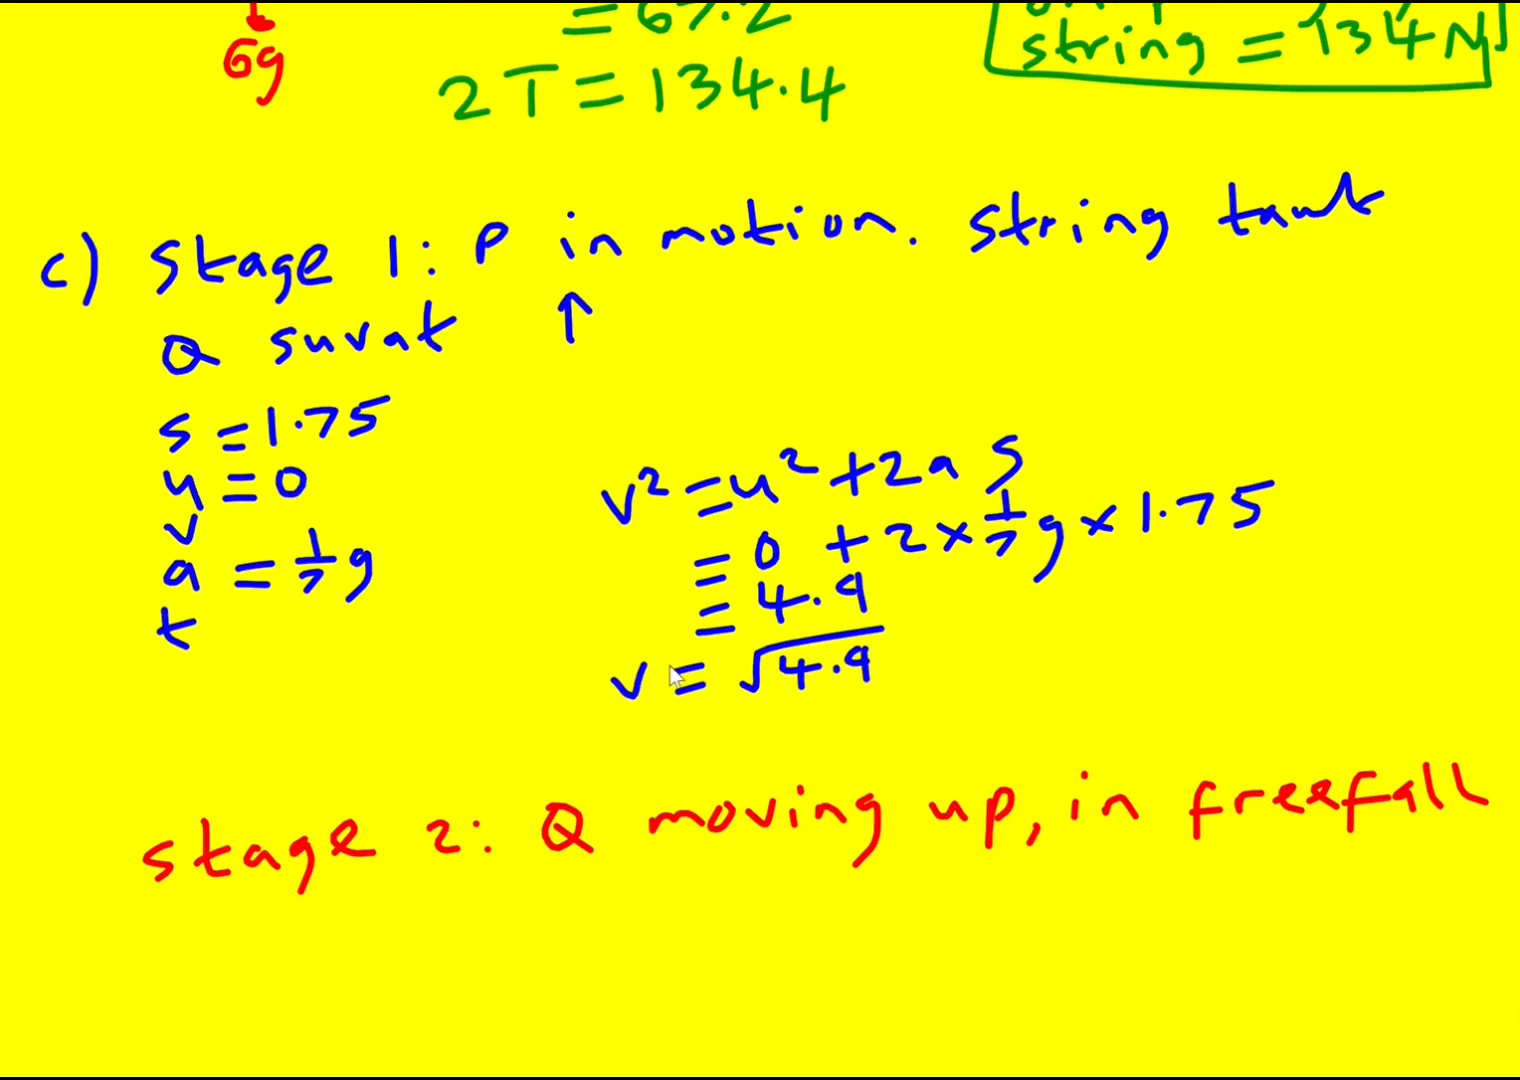 6g
= 67.2
string = 134 N
2T = 134.4
c) Stage 1: P in motion. String taut
Q suvat ↑
s = 1.75
u = 0
v
a = 1/7 g
t
v² = u² + 2as
= 0 + 2 × 1/7 g × 1.75
= 4.9
v = √4.9
Stage 2: Q moving up, in freefall